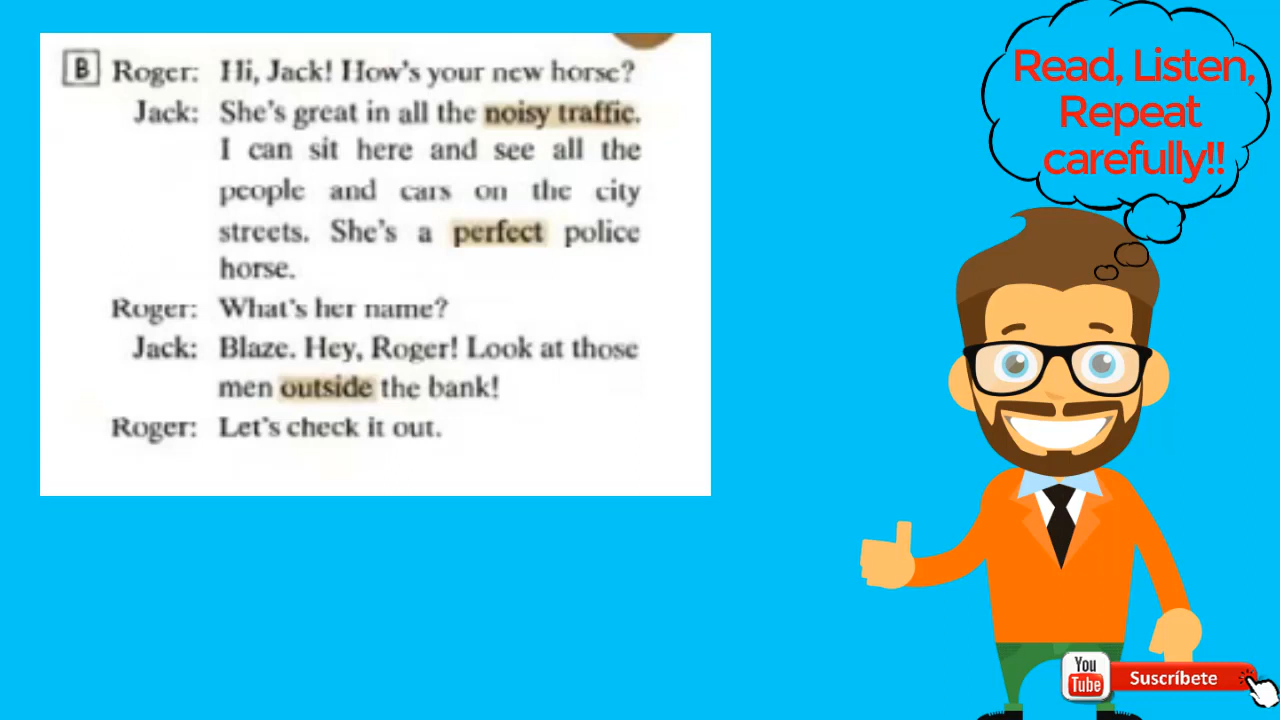 B Roger: Hi, Jack! How's your new horse?
Jack: She's great in all the noisy traffic.
I can sit here and see all the
people and cars on the city
streets. She's a perfect police
horse.
Roger: What's her name?
Jack: Blaze. Hey, Roger! Look at those
men outside the bank!
Roger: Let's check it out.
Read, Listen,
Repeat
carefully!!
You
Tube
Suscríbete